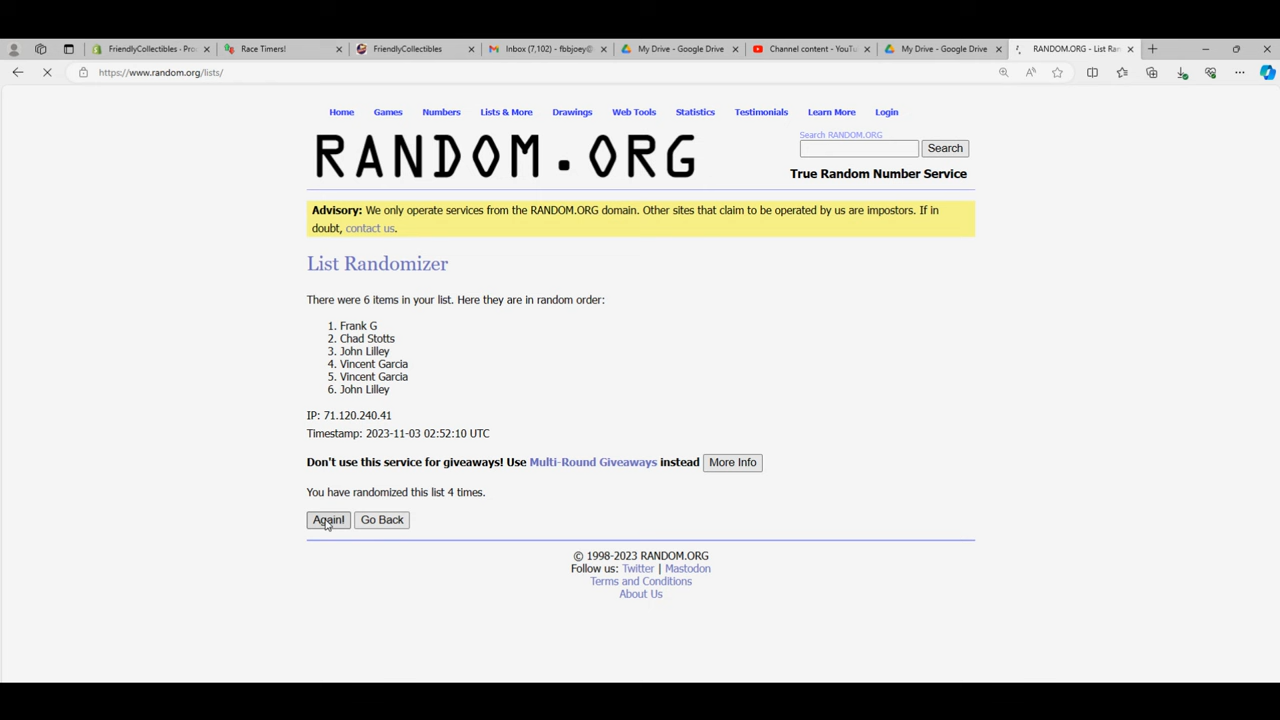 FriendlyCollectibles - Pro
Race Timers!
FriendlyCollectibles
Inbox (7,102) - fbbjoey@
My Drive - Google Drive
Channel content - YouTu
My Drive - Google Drive
RANDOM.ORG - List Ran
https://www.random.org/lists/
Home Games Numbers Lists & More Drawings Web Tools Statistics Testimonials Learn More Login
RANDOM.ORG
Search RANDOM.ORG
Search
True Random Number Service
Advisory: We only operate services from the RANDOM.ORG domain. Other sites that claim to be operated by us are impostors. If in
doubt, contact us.
List Randomizer
There were 6 items in your list. Here they are in random order:
1. Frank G
2. Chad Stotts
3. John Lilley
4. Vincent Garcia
5. Vincent Garcia
6. John Lilley
IP: 71.120.240.41
Timestamp: 2023-11-03 02:52:10 UTC
Don't use this service for giveaways! Use Multi-Round Giveaways instead More Info
You have randomized this list 4 times.
Again! Go Back
© 1998-2023 RANDOM.ORG
Follow us: Twitter | Mastodon
Terms and Conditions
About Us